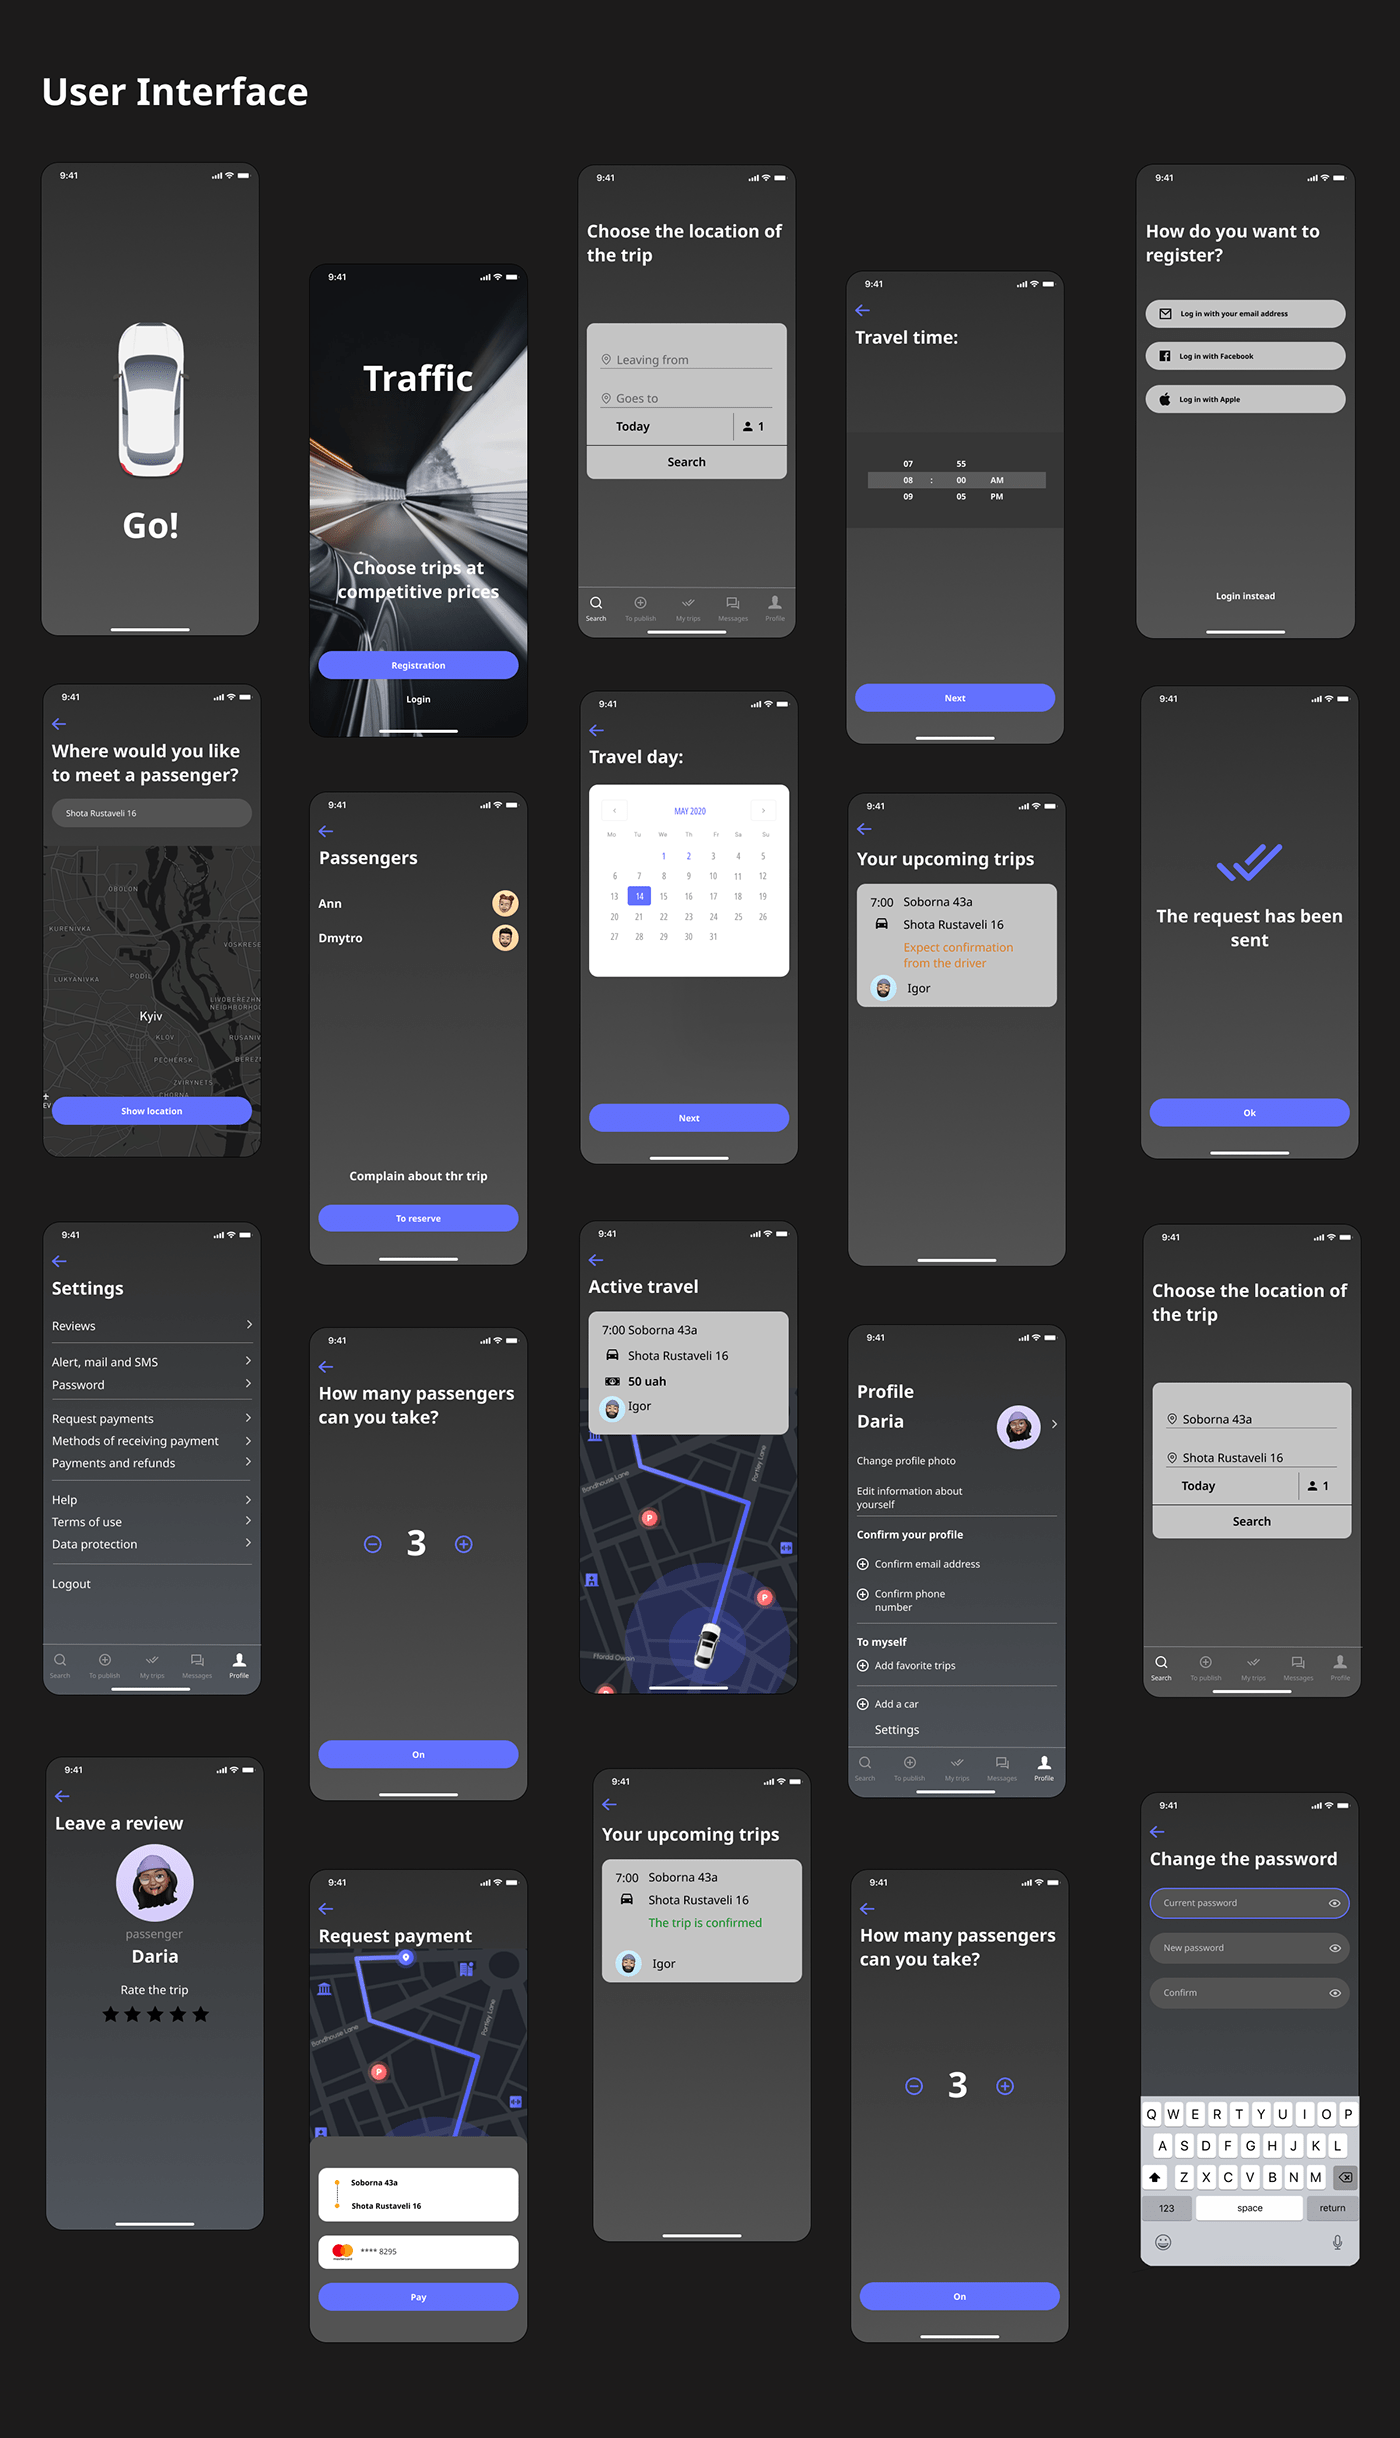 User Interface
9:41
Go!
9:41
Traffic
Choose trips at
competitive prices
Registration
Login
9:41
Choose the location of
the trip
Leaving from
Goes to
Today
1
Search
Search
To publish
My trips
Messages
Profile
9:41
Travel time:
07 55
08 : 00 AM
09 05 PM
Next
9:41
How do you want to
register?
Log in with your email address
Log in with Facebook
Log in with Apple
Login instead
9:41
Where would you like
to meet a passenger?
Shota Rustaveli 16
OBOLON
KURENIVKA
VOSKRESE
LUKYANIVKA
PODIL
LIVOBEREZHN
NEIGHBORHO
Kyiv
KLOV
RUSANIV
PECHERSK
BEREZ
ZVIRYNETS
CHORNA
EV
Show location
9:41
Passengers
Ann
Dmytro
Complain about thr trip
To reserve
9:41
Travel day:
MAY 2020
Mo Tu We Th Fr Sa Su
1 2 3 4 5
6 7 8 9 10 11 12
13 14 15 16 17 18 19
20 21 22 23 24 25 26
27 28 29 30 31
Next
9:41
Your upcoming trips
7:00 Soborna 43a
Shota Rustaveli 16
Expect confirmation
from the driver
Igor
9:41
The request has been
sent
Ok
9:41
Settings
Reviews
Alert, mail and SMS
Password
Request payments
Methods of receiving payment
Payments and refunds
Help
Terms of use
Data protection
Logout
Search
To publish
My trips
Messages
Profile
9:41
How many passengers
can you take?
3
On
9:41
Active travel
7:00 Soborna 43a
Shota Rustaveli 16
50 uah
Igor
Bandhouse Lane
Portley Lane
P
P
Ffordd Owain
P
9:41
Profile
Daria
Change profile photo
Edit information about
yourself
Confirm your profile
Confirm email address
Confirm phone
number
To myself
Add favorite trips
Add a car
Settings
Search
To publish
My trips
Messages
Profile
9:41
Choose the location of
the trip
Soborna 43a
Shota Rustaveli 16
Today
1
Search
Search
To publish
My trips
Messages
Profile
9:41
Leave a review
passenger
Daria
Rate the trip
9:41
Request payment
Bandhouse Lane
Portley Lane
P
Soborna 43a
Shota Rustaveli 16
mastercard
**** 8295
Pay
9:41
Your upcoming trips
7:00 Soborna 43a
Shota Rustaveli 16
The trip is confirmed
Igor
9:41
How many passengers
can you take?
3
On
9:41
Change the password
Current password
New password
Confirm
Q W E R T Y U I O P
A S D F G H J K L
Z X C V B N M
123 space return